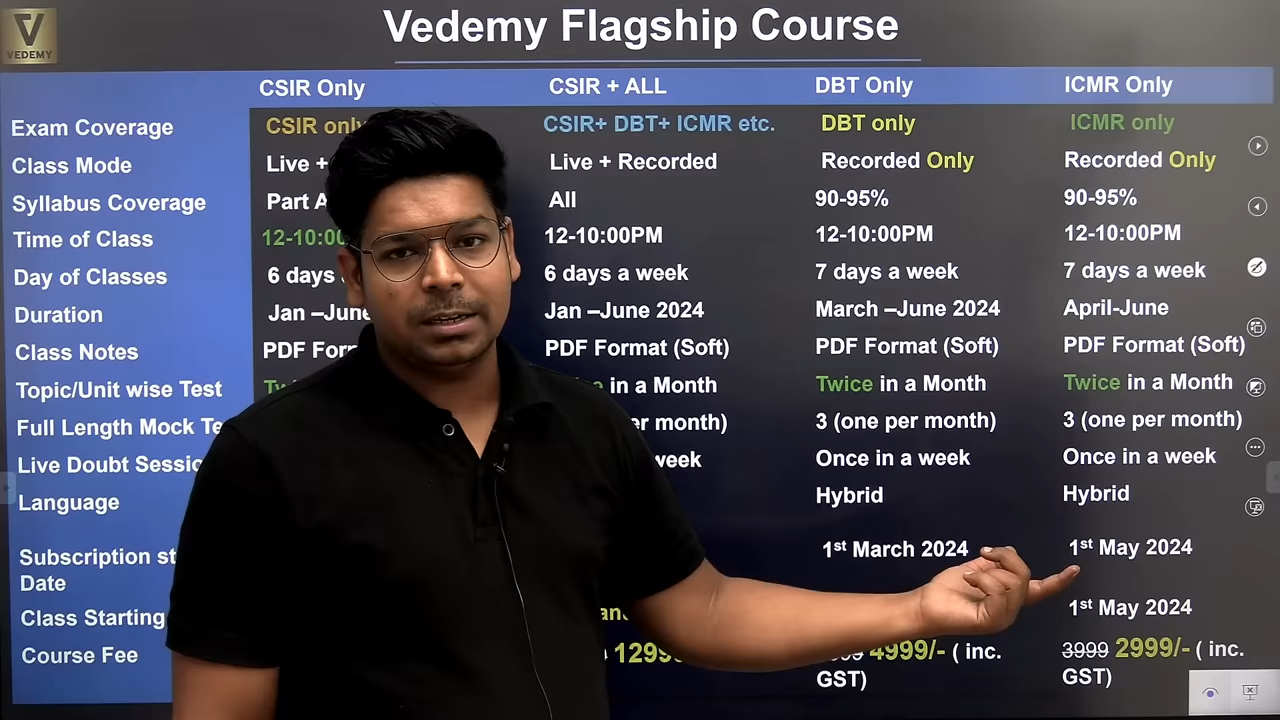 Vedemy Flagship Course
VEDEMY
CSIR Only CSIR + ALL DBT Only ICMR Only
Exam Coverage CSIR only CSIR+ DBT+ ICMR etc. DBT only ICMR only
Class Mode Live + Live + Recorded Recorded Only Recorded Only
Syllabus Coverage Part All 90-95% 90-95%
Time of Class 12-10:00 12-10:00PM 12-10:00PM 12-10:00PM
Day of Classes 6 days 6 days a week 7 days a week 7 days a week
Duration Jan –June Jan –June 2024 March –June 2024 April-June
Class Notes PDF PDF Format (Soft) PDF Format (Soft) PDF Format (Soft)
Topic/Unit wise Test in a Month Twice in a Month Twice in a Month
Full Length Mock month) 3 (one per month) 3 (one per month)
Live Doubt week Once in a week Once in a week
Language Hybrid Hybrid
Subscription 1st March 2024 1st May 2024
Date
Class Starting 1st May 2024
Course Fee 4999/- ( inc. 3999 2999/- ( inc.
GST) GST)